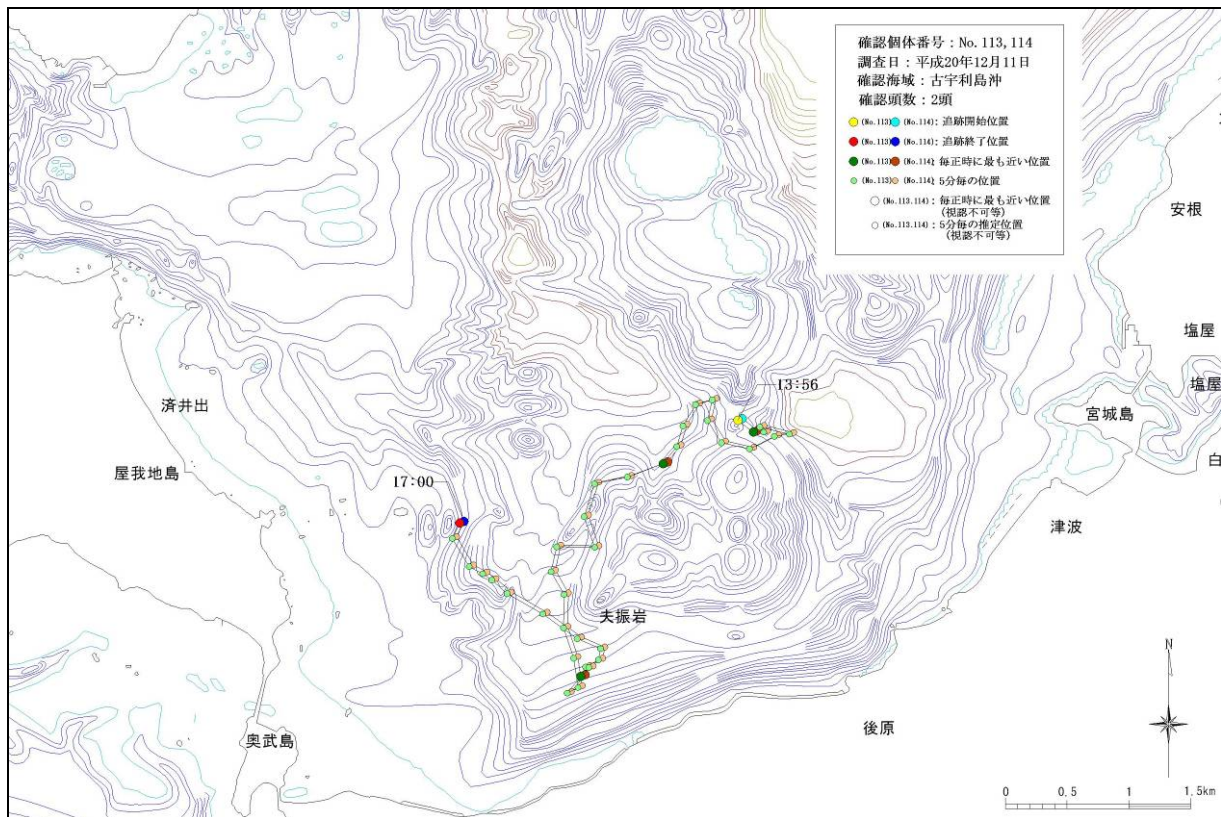 確認個体番号：No.113,114
調査日：平成20年12月11日
確認海域：古宇利島沖
確認頭数：2頭
(No.113) (No.114)：追跡開始位置
(No.113) (No.114)：追跡終了位置
(No.113) (No.114)：毎正時に最も近い位置
(No.113) (No.114)：5分毎の位置
(No.113.114)：毎正時に最も近い位置
(視認不可等)
(No.113.114)：5分毎の推定位置
(視認不可等)
安根
塩屋
塩屋
宮城島
白
13:56
済井出
屋我地島
17:00
津波
夫振岩
後原
奥武島
N
0 0.5 1 1.5km